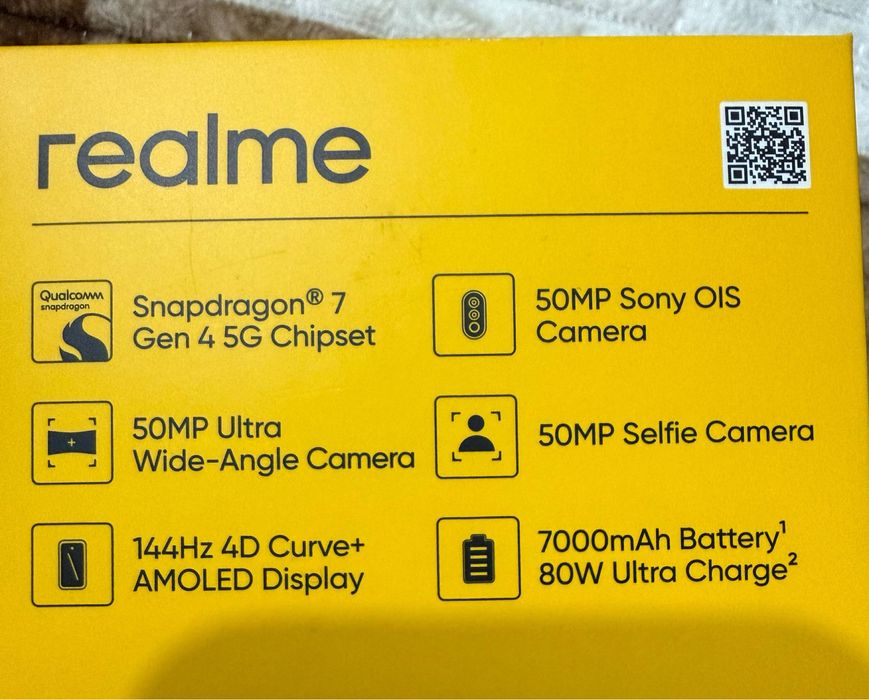 realme
Qualcomm
snapdragon
Snapdragon® 7
Gen 4 5G Chipset
50MP Sony OIS
Camera
50MP Ultra
Wide-Angle Camera
50MP Selfie Camera
144Hz 4D Curve+
AMOLED Display
7000mAh Battery¹
80W Ultra Charge²